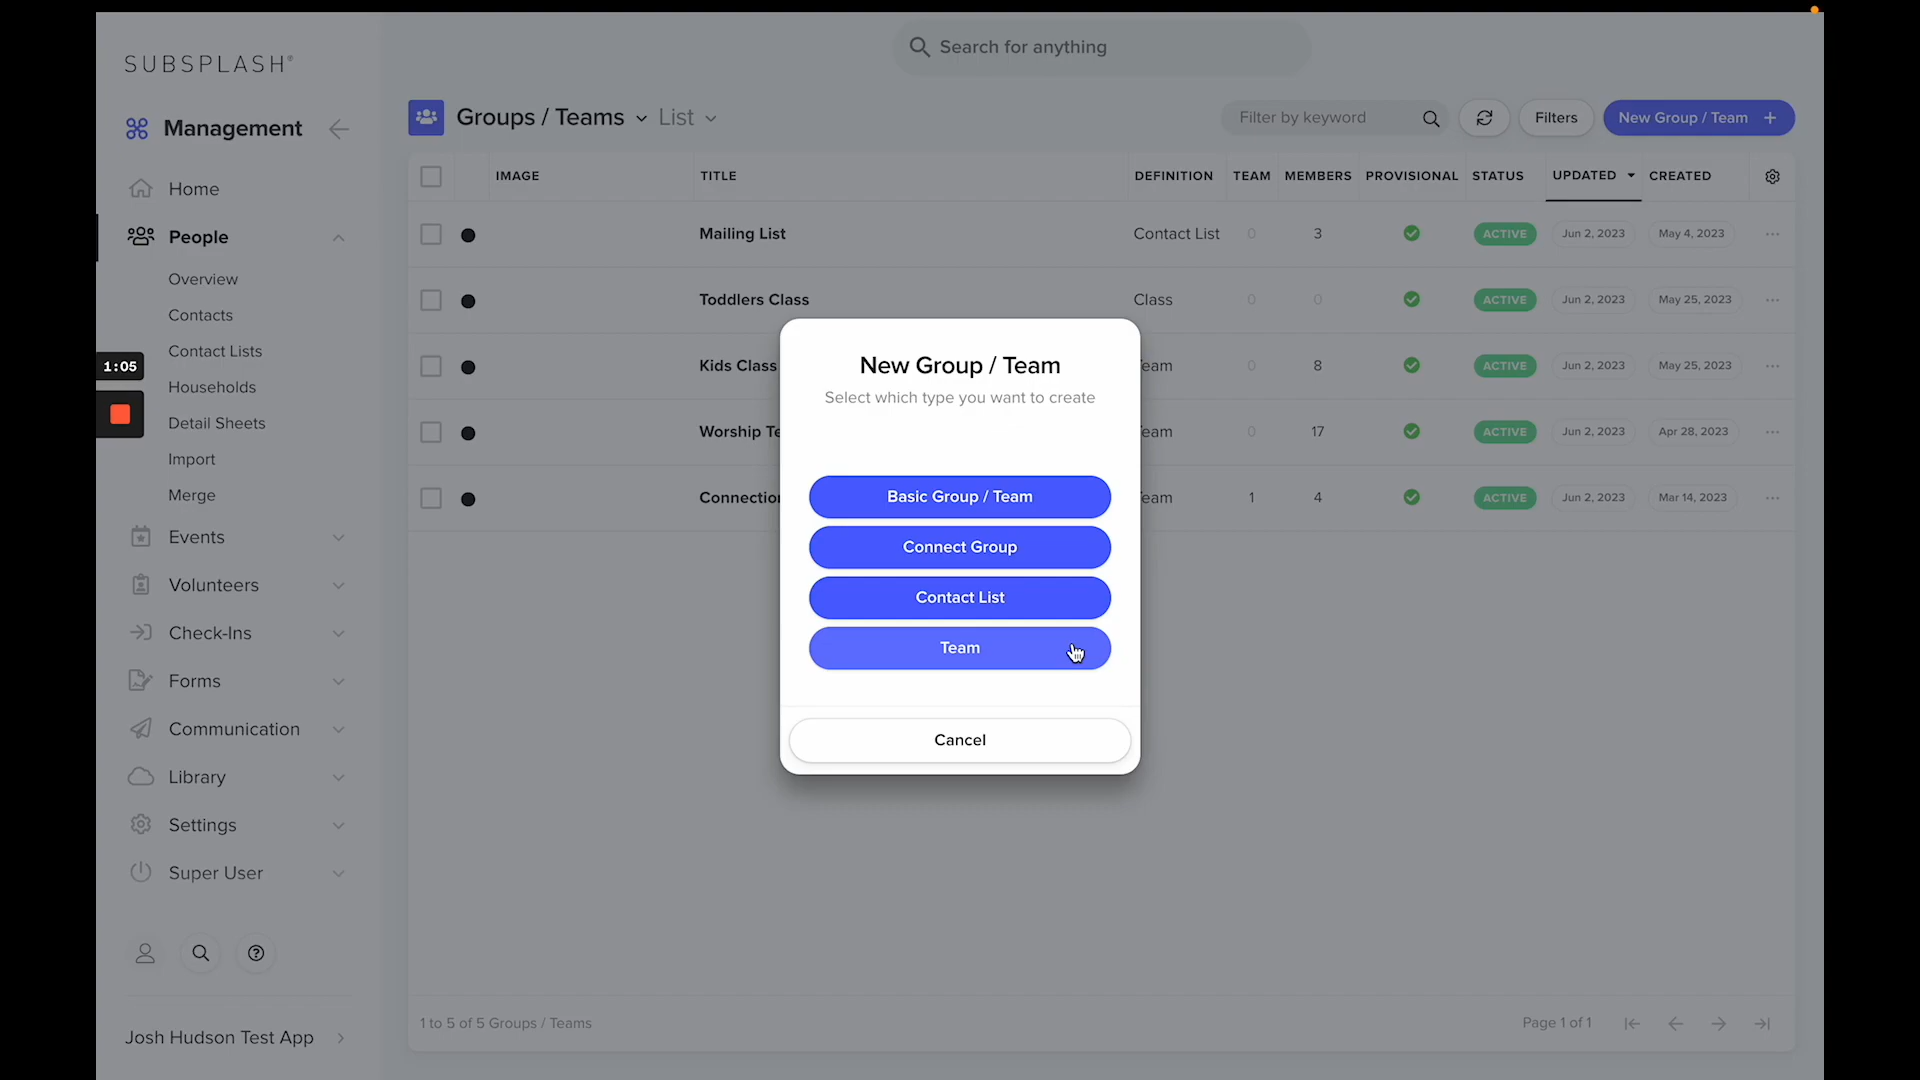 SUBSPLASH®
Search for anything
Management
Groups / Teams
List
Filter by keyword
Filters
New Group / Team +
Home
People
Overview
Contacts
Contact Lists
Households
Detail Sheets
Import
Merge
Events
Volunteers
Check-Ins
Forms
Communication
Library
Settings
Super User
Josh Hudson Test App
1:05
IMAGE TITLE DEFINITION TEAM MEMBERS PROVISIONAL STATUS UPDATED CREATED
Mailing List Contact List 0 3 ACTIVE Jun 2, 2023 May 4, 2023
Toddlers Class Class 0 0 ACTIVE Jun 2, 2023 May 25, 2023
Kids Class eam 0 8 ACTIVE Jun 2, 2023 May 25, 2023
Worship Te eam 0 17 ACTIVE Jun 2, 2023 Apr 28, 2023
Connection eam 1 4 ACTIVE Jun 2, 2023 Mar 14, 2023
New Group / Team
Select which type you want to create
Basic Group / Team
Connect Group
Contact List
Team
Cancel
1 to 5 of 5 Groups / Teams
Page 1 of 1